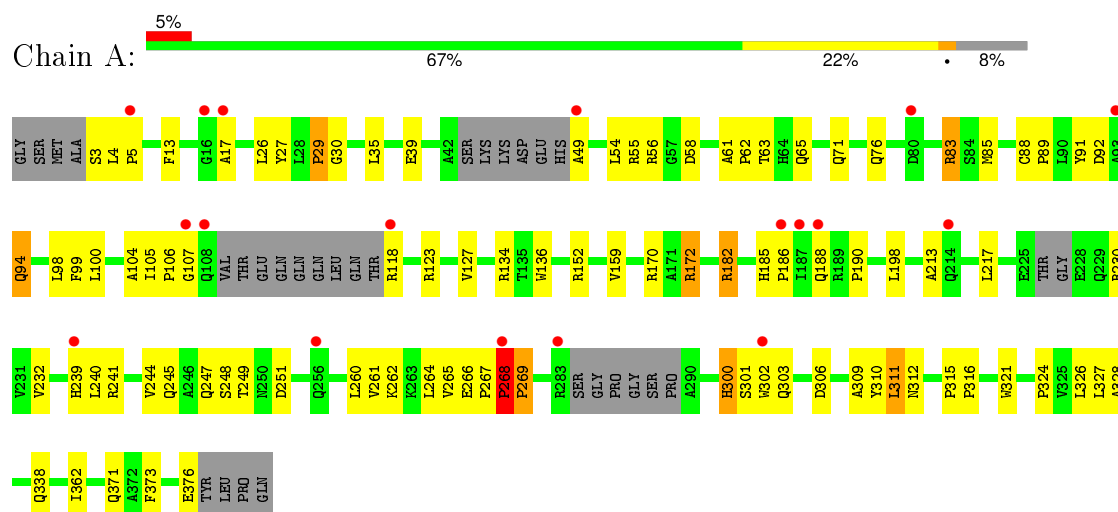 5%
Chain A:
67% 22% • 8%
GLY SER MET ALA S3 L4 P5 F13 G16 A17 L26 Y27 L28 P29 G30 L35 E39 A42 SER LYS LYS ASP GLU HIS A49 L54 R55 R56 G57 D58 A61 P62 T63 H64 Q65 Q71 Q76 D80 R83 S84 M85 C88 P89 L90 Y91 D92 A93
Q94 L98 F99 L100 A104 I105 P106 G107 Q108 VAL THR GLU GLN GLN GLN LEU GLN THR R118 R123 V127 R134 T135 W136 R152 V159 R170 A171 R172 R182 H185 P186 I187 Q188 R189 P190 L198 A213 Q214 L217 E225 THR GLY E228 Q229 R230
V231 V232 H239 L240 R241 V244 Q245 A246 Q247 S248 T249 N250 D251 Q256 L260 V261 K262 K263 L264 V265 E266 P267 P268 P269 R283 SER GLY PRO GLY SER PRO A290 H300 S301 W302 Q303 D306 A309 Y310 L311 N312 P315 P316 W321 P324 V325 L326 L327 A328
Q338 I362 Q371 A372 F373 E376 TYR LEU PRO GLN